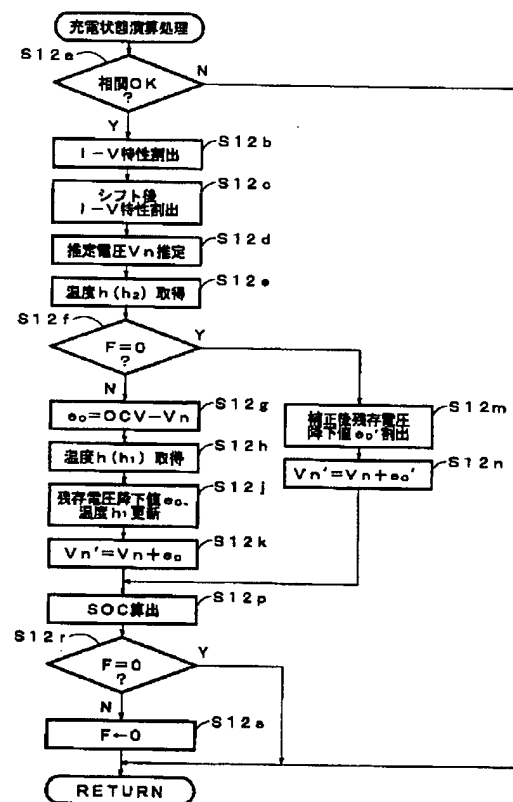 充電状態演算処理
S12a
相関OK
?
N
Y
I-V特性割出
S12b
シフト後
I-V特性割出
S12c
推定電圧Vn推定
S12d
温度h(h₂)取得
S12e
S12f
F=0
?
Y
N
e₀=OCV-Vn
S12g
温度h(h₁)取得
S12h
残存電圧降下値e₀、
温度h₁更新
S12j
Vn'=Vn+e₀
S12k
補正後残存電圧
降下値e₀'割出
S12m
Vn'=Vn+e₀'
S12n
SOC算出
S12p
S12r
F=0
?
Y
N
F←0
S12s
RETURN